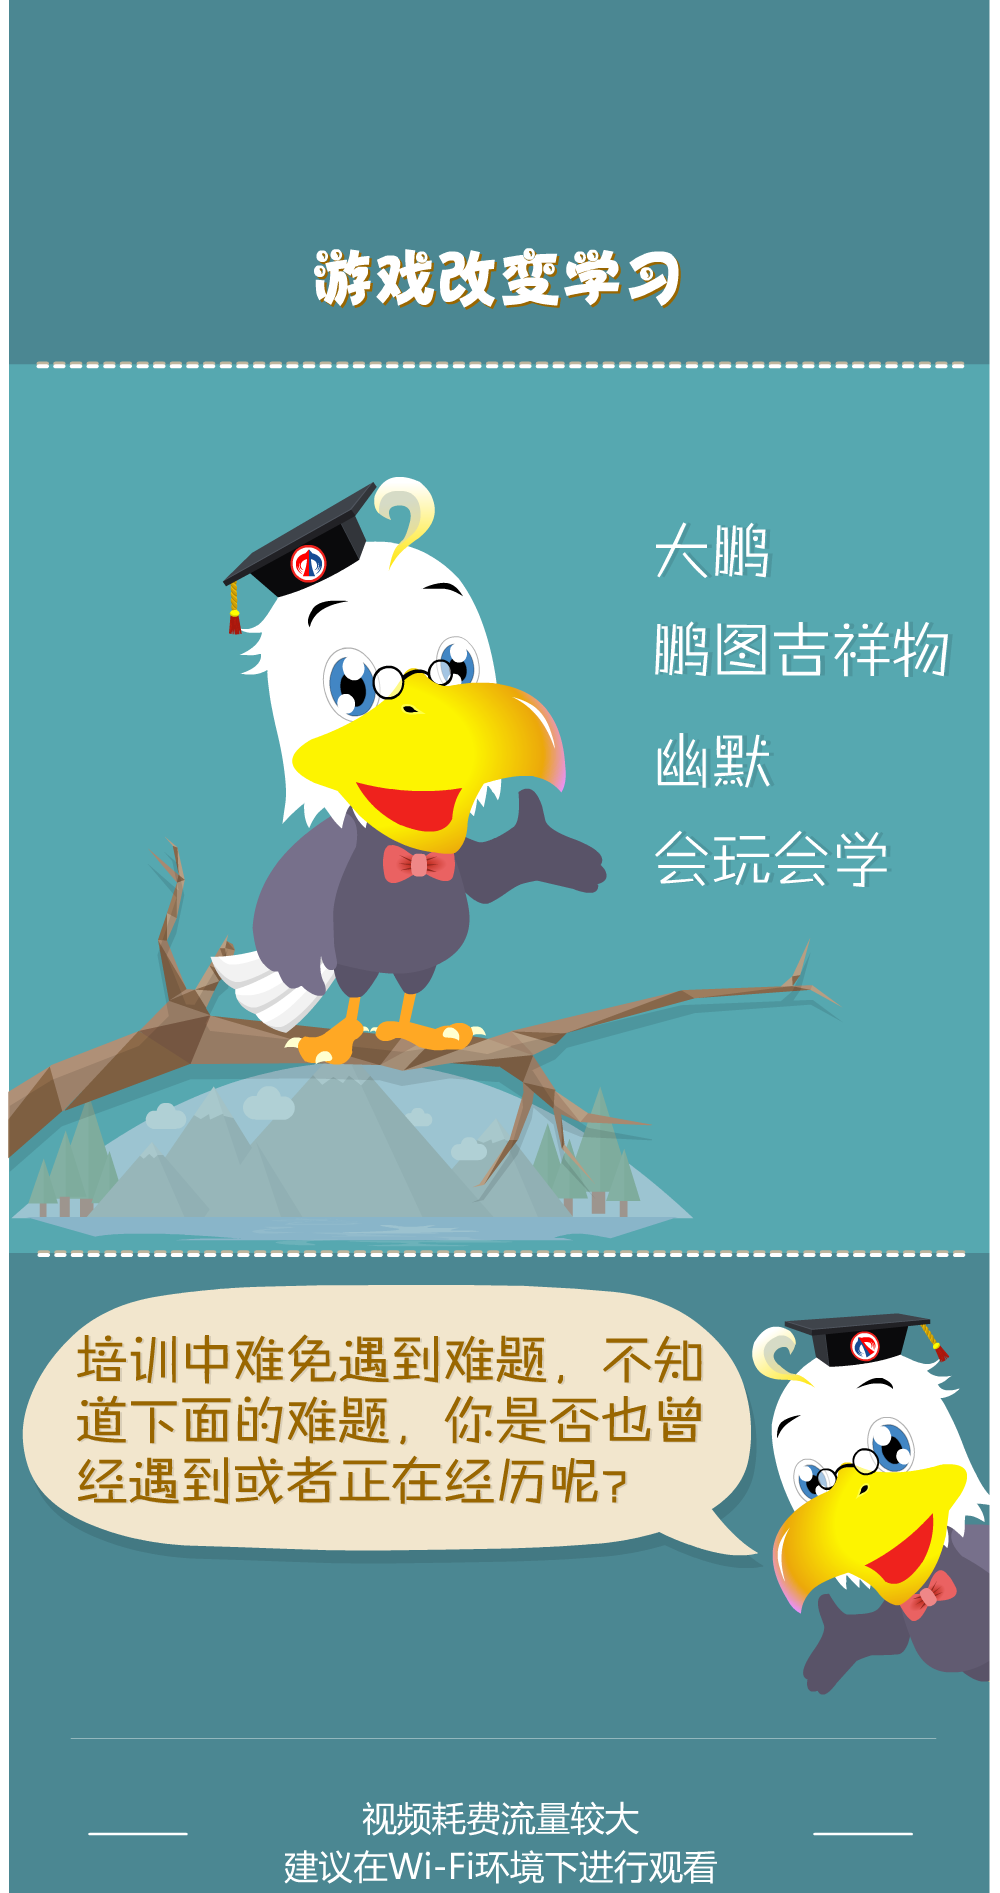 游戏改变学习
大鹏
鹏图吉祥物
幽默
会玩会学
培训中难免遇到难题，不知
道下面的难题，你是否也曾
经遇到或者正在经历呢？
视频耗费流量较大
建议在Wi-Fi环境下进行观看